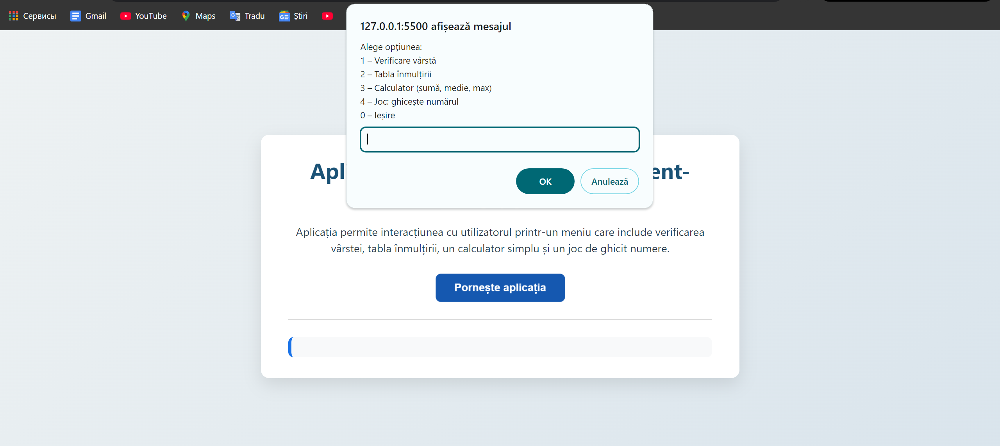 Сервисы Gmail YouTube Maps Tradu Știri
127.0.0.1:5500 afișează mesajul
Alege opțiunea:
1 – Verificare vârstă
2 – Tabla înmulțirii
3 – Calculator (sumă, medie, max)
4 – Joc: ghicește numărul
0 – Ieșire
OK Anulează
Aplicația permite interacțiunea cu utilizatorul printr-un meniu care include verificarea
vârstei, tabla înmulțirii, un calculator simplu și un joc de ghicit numere.
Pornește aplicația